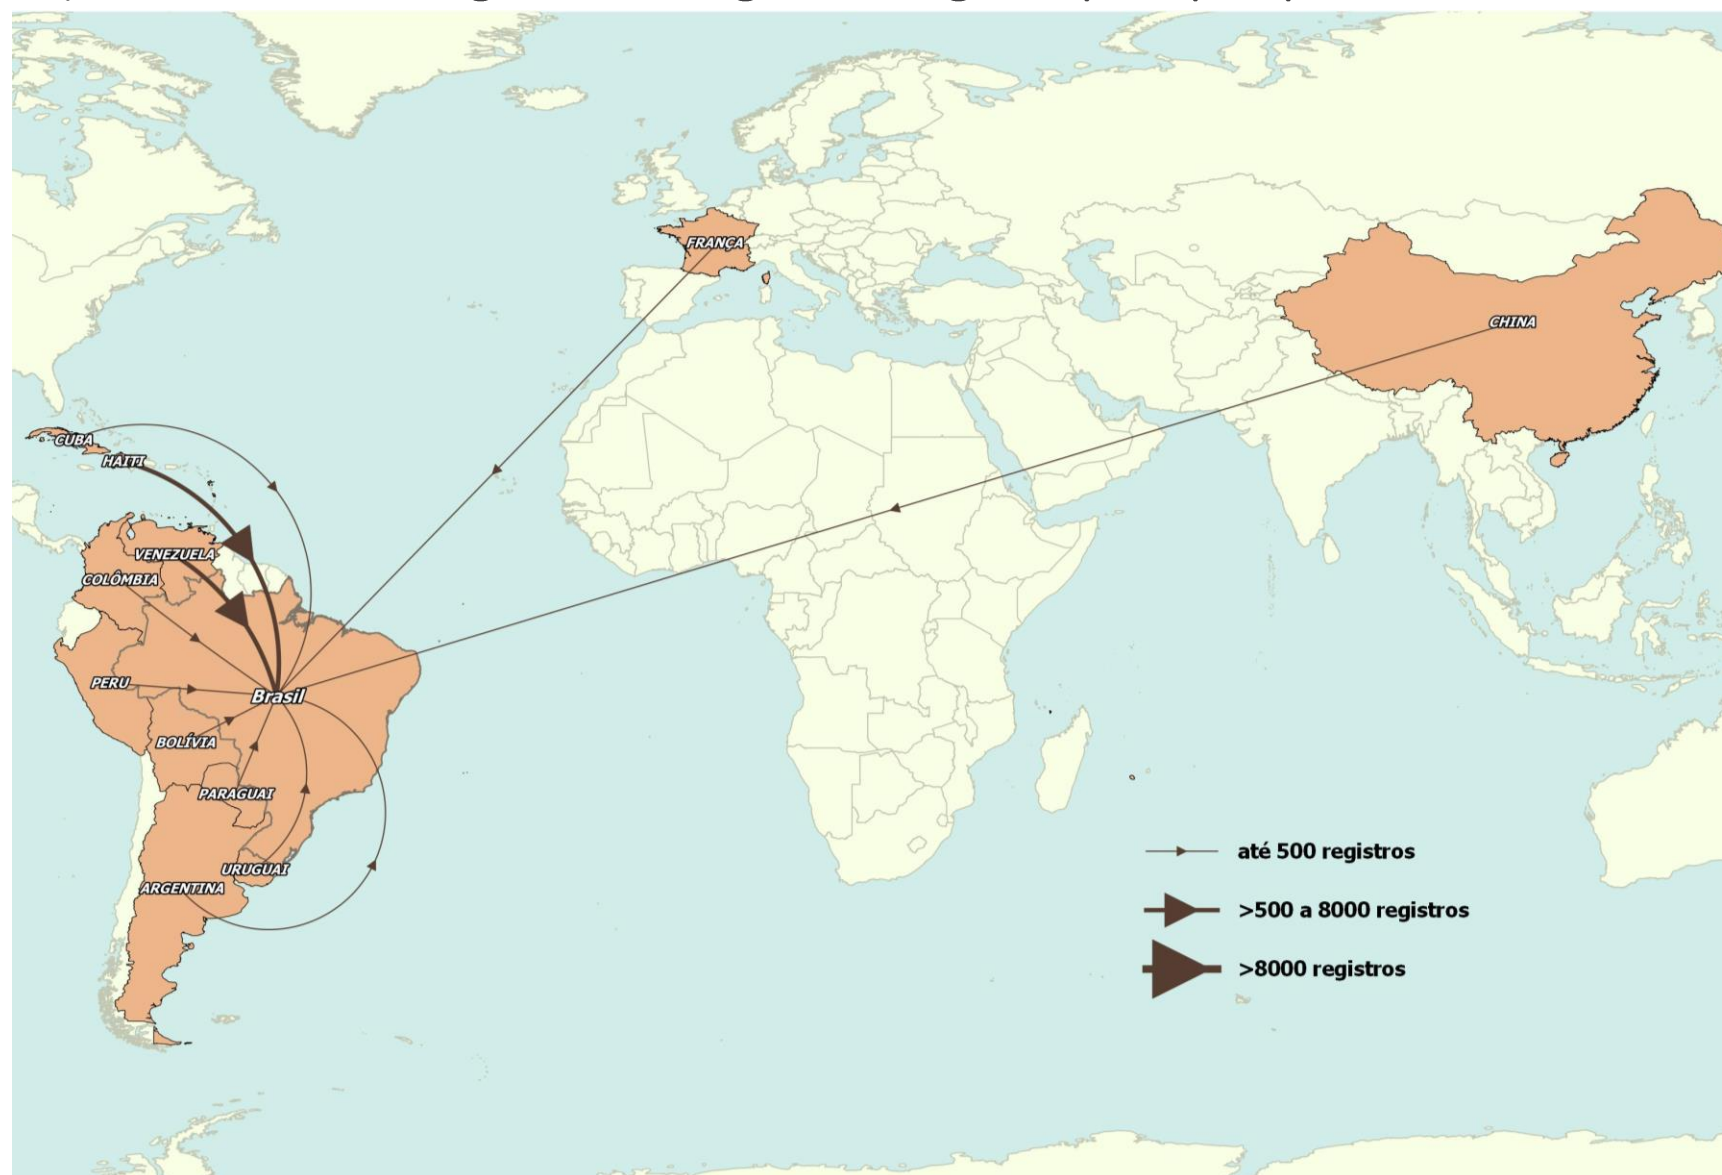 FRANÇA
CHINA
CUBA
HAITI
VENEZUELA
COLÔMBIA
PERU
Brasil
BOLÍVIA
PARAGUAI
URUGUAI
ARGENTINA
até 500 registros
>500 a 8000 registros
>8000 registros